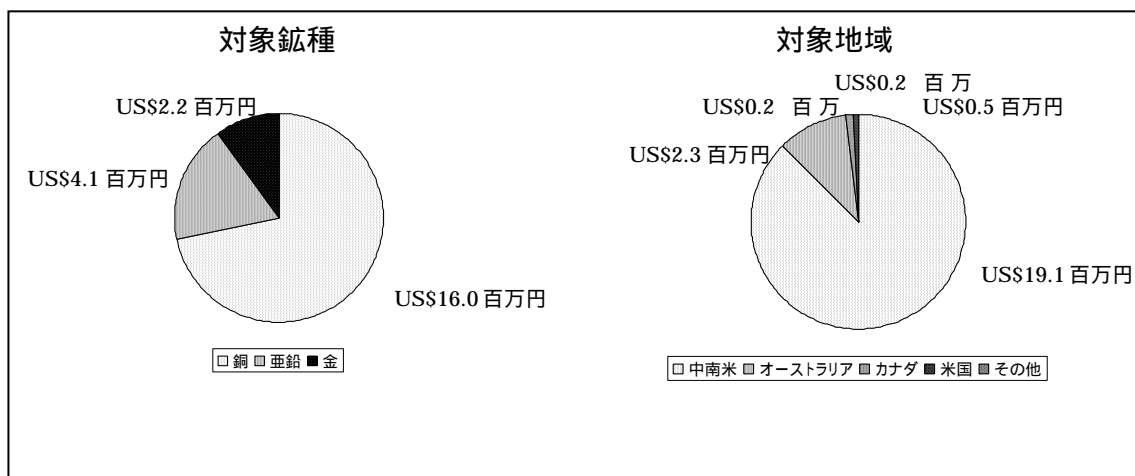 対象鉱種
US$2.2 百万円
US$4.1 百万円
US$16.0 百万円
銅 亜鉛 金
対象地域
US$0.2 百 万
US$0.2 百 万
US$0.5 百万円
US$2.3 百万円
US$19.1 百万円
中南米 オーストラリア カナダ 米国 その他